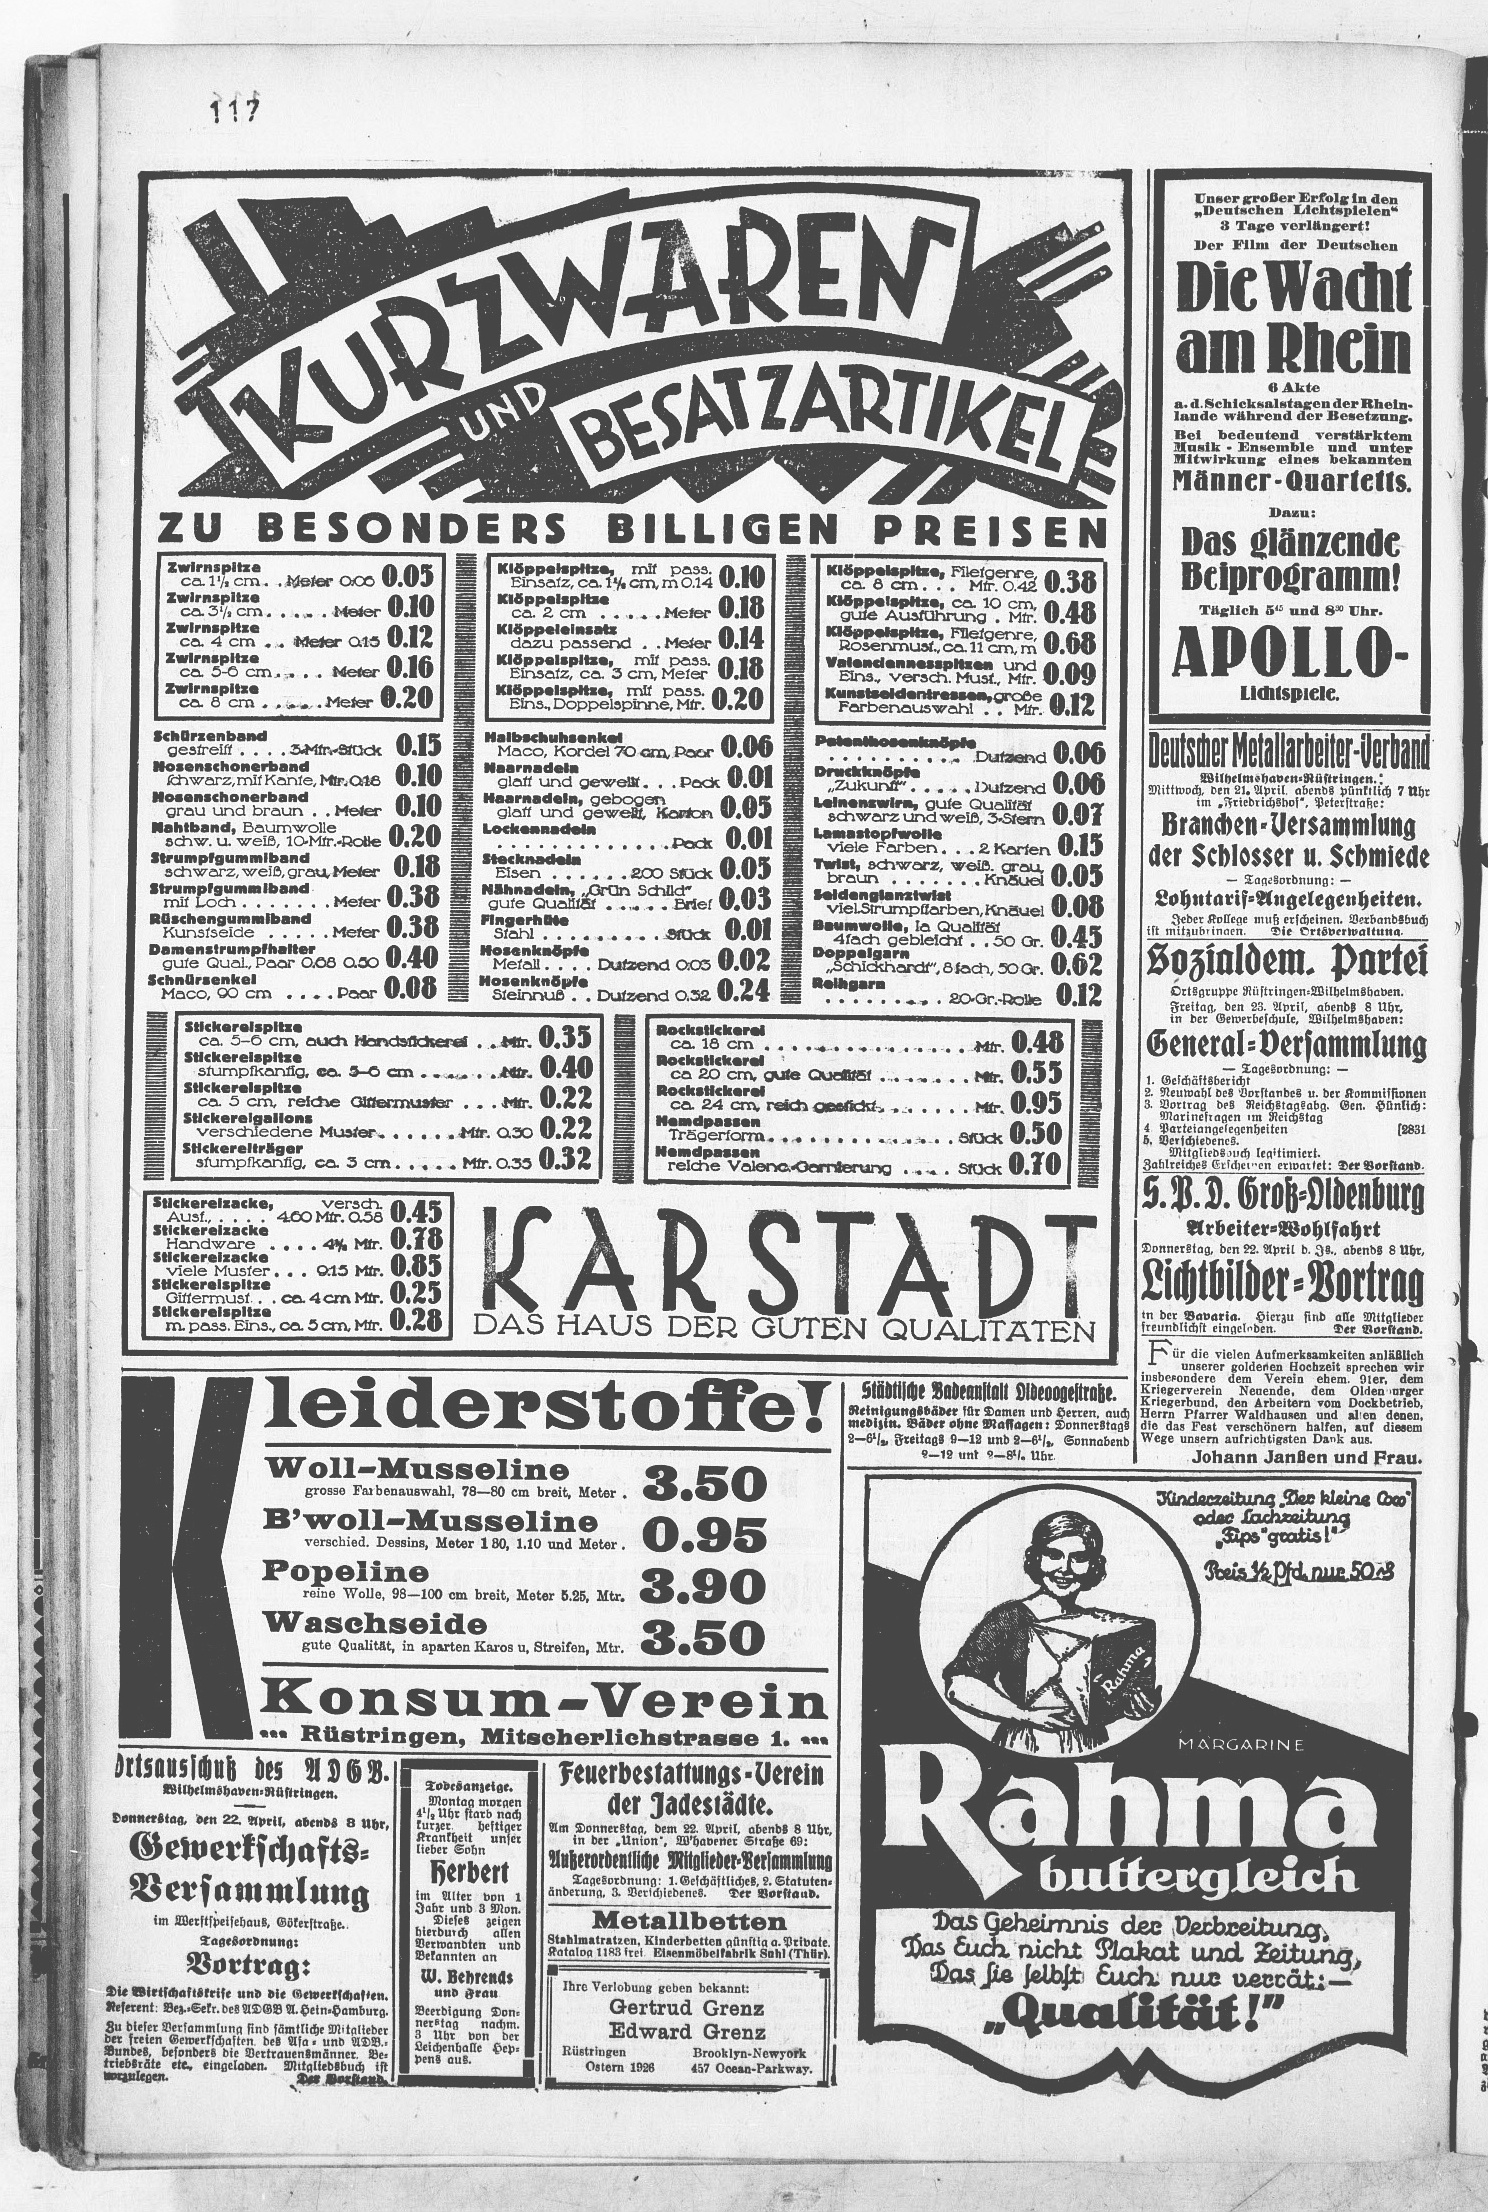 117
KURZWAREN
UND BESATZARTIKEL
ZU BESONDERS BILLIGEN PREISEN
Zwirnspitze
ca. 1½ cm . . Meter 0.06 0.05
Zwirnspitze
ca. 3½ cm . . . . . Meter 0.10
Zwirnspitze
ca. 4 cm . . Meter 0.15 0.12
Zwirnspitze
ca. 5-6 cm . . . . Meter 0.16
Zwirnspitze
ca. 8 cm . . . . . Meter 0.20
Klöppelspitze, mit pass.
Einsatz, ca. 1½ cm, m 0.14 0.10
Klöppelspitze
ca. 2 cm . . . . . Meter 0.18
Klöppeleinsatz
dazu passend . . Meter 0.14
Klöppelspitze, mit pass.
Einsatz, ca. 3 cm, Meter 0.18
Klöppelspitze, mit pass.
Eins., Doppelspinne, Mtr. 0.20
Klöppelspitze, Filetgenre,
ca. 8 cm . . . Mtr. 0.42 0.38
Klöppelspitze, ca. 10 cm,
gute Ausführung . Mtr. 0.48
Klöppelspitze, Filetgenre,
Rosenmust., ca. 11 cm, m 0.68
Valenciennesspitzen und
Eins., versch. Must., Mtr. 0.09
Kunstseidentressen, große
Farbenauswahl . . Mtr. 0.12
Schürzenband
gestreift . . . . 3-Mtr.-Stück 0.15
Hosenschonerband
schwarz, mit Kante, Mtr. 0.18 0.10
Hosenschonerband
grau und braun . . Meter 0.10
Nahtband, Baumwolle
schw. u. weiß, 10-Mtr.-Rolle 0.20
Strumpfgummiband
schwarz, weiß, grau, Meter 0.18
Strumpfgummiband
mit Loch . . . . . . . Meter 0.38
Rüschengummiband
Kunstseide . . . . . Meter 0.38
Damenstrumpfhalter
gute Qual., Paar 0.68 0.50 0.40
Schnürsenkel
Maco, 90 cm . . . . Paar 0.08
Halbschuhsenkel
Maco, Kordel 70 cm, Paar 0.06
Haarnadeln
glatt und gewellt . . . Pack 0.01
Haarnadeln, gebogen
glatt und gewellt, Karton 0.05
Lockennadeln
. . . . . . . . . . . . . Pack 0.01
Stecknadeln
Eisen . . . . . . 200 Stück 0.05
Nähnadeln, „Grün Schild"
gute Qualität . . . . . Brief 0.03
Fingerhüte
Stahl . . . . . . . . . . Stück 0.01
Hosenknöpfe
Metall . . . . Dutzend 0.03 0.02
Hosenknöpfe
Steinnuß . . Dutzend 0.32 0.24
Patenthosenknöpfe
. . . . . . . . . . . Dutzend 0.06
Druckknöpfe
„Zukunft" . . . . . Dutzend 0.06
Leinenzwirn, gute Qualität
schwarz und weiß, 3-Stern 0.07
Lamastopfwolle
viele Farben . . . 2 Karten 0.15
Twist, schwarz, weiß, grau,
braun . . . . . . . Knäuel 0.05
Seidenglanztwist
viel. Strumpffarben, Knäuel 0.08
Baumwolle, Ia Qualität
4fach gebleicht . . 50 Gr. 0.45
Doppelgarn
„Schickhardt", 8fach, 50 Gr. 0.62
Reihgarn
. . . . . . . . . 20-Gr.-Rolle 0.12
Stickereispitze
ca. 5-6 cm, auch Handstickerei . . Mtr. 0.35
Stickereispitze
stumpfkantig, ca. 5-6 cm . . . . . Mtr. 0.40
Stickereispitze
ca. 5 cm, reiche Gittermuster . . . Mtr. 0.22
Stickereigallons
verschiedene Muster . . . . . . Mtr. 0.30 0.22
Stickereiträger
stumpfkantig, ca. 3 cm . . . . . Mtr. 0.35 0.32
Rockstickerei
ca. 18 cm . . . . . . . . . . . . . . . . Mtr. 0.48
Rockstickerei
ca. 20 cm, gute Qualität . . . . . . . . Mtr. 0.55
Rockstickerei
ca. 24 cm, reich gestickt . . . . . . . Mtr. 0.95
Hemdpassen
Trägerform . . . . . . . . . . . . . . Stück 0.50
Hemdpassen
reiche Valenc.-Garnierung . . . . . Stück 0.70
Stickereizacke, versch.
Ausf., . . . . 4.60 Mtr. 0.58 0.45
Stickereizacke
Handware . . . . 4½ Mtr. 0.78
Stickereizacke
viele Muster . . . 9.15 Mtr. 0.85
Stickereispitze
Gittermust. . . ca. 4 cm Mtr. 0.25
Stickereispitze
m. pass. Eins., ca. 5 cm, Mtr. 0.28
KARSTADT
DAS HAUS DER GUTEN QUALITÄTEN
Unser großer Erfolg in den
„Deutschen Lichtspielen"
3 Tage verlängert!
Der Film der Deutschen
Die Wacht
am Rhein
6 Akte
a. d. Schicksalstagen der Rhein-
lande während der Besetzung.
Bei bedeutend verstärktem
Musik-Ensemble und unter
Mitwirkung eines bekannten
Männer-Quartetts.
Dazu:
Das glänzende
Beiprogramm!
Täglich 5⁴⁵ und 8³⁰ Uhr.
APOLLO-
Lichtspiele.
Deutscher Metallarbeiter-Verband
Wilhelmshaven-Rüstringen.
Mittwoch, den 21. April, abends pünktlich 7 Uhr
im „Friedrichshof", Peterstraße:
Branchen-Versammlung
der Schlosser u. Schmiede
— Tagesordnung: —
Lohntarif-Angelegenheiten.
Jeder Kollege muß erscheinen. Verbandsbuch
ist mitzubringen. Die Ortsverwaltung.
Sozialdem. Partei
Ortsgruppe Rüstringen-Wilhelmshaven.
Freitag, den 23. April, abends 8 Uhr,
in der Gewerbeschule, Wilhelmshaven:
General-Versammlung
— Tagesordnung: —
1. Geschäftsbericht
2. Neuwahl des Vorstandes u. der Kommissionen
3. Vortrag des Reichstagsabg. Gen. Hünlich:
Marinefragen im Reichstag
4. Parteiangelegenheiten [2831
5. Verschiedenes.
Mitgliedsbuch legitimiert.
Zahlreiches Erscheinen erwartet: Der Vorstand.
S. P. D. Groß-Oldenburg
Arbeiter-Wohlfahrt
Donnerstag, den 22. April d. Js., abends 8 Uhr,
Lichtbilder-Vortrag
in der Bavaria. Hierzu sind alle Mitglieder
freundlichst eingeladen. Der Vorstand.
Für die vielen Aufmerksamkeiten anläßlich
unserer goldenen Hochzeit sprechen wir
insbesondere dem Verein ehem. 91er, dem
Kriegerverein Neuende, dem Oldenburger
Kriegerbund, den Arbeitern vom Dockbetrieb,
Herrn Pfarrer Waldhausen und allen denen,
die das Fest verschönern halfen, auf diesem
Wege unsern aufrichtigsten Dank aus.
Johann Janßen und Frau.
Kleiderstoffe!
Woll-Musseline
grosse Farbenauswahl, 78—80 cm breit, Meter . 3.50
B'woll-Musseline
verschied. Dessins, Meter 1.80, 1.10 und Meter . 0.95
Popeline
reine Wolle, 98—100 cm breit, Meter 5.25, Mtr. 3.90
Waschseide
gute Qualität, in aparten Karos u, Streifen, Mtr. 3.50
Konsum-Verein
Rüstringen, Mitscherlichstrasse 1.
Städtische Badeanstalt Oldeoogestraße.
Reinigungsbäder für Damen und Herren, auch
medizin. Bäder ohne Massagen: Donnerstags
2—6½, Freitags 9—12 und 2—6½, Sonnabend
9—12 und 2—8½ Uhr.
Kinderzeitung „Der kleine Coco"
oder Lachzeitung
„Fips" gratis!
Preis ½ Pfd. nur 50 ₰
Rahma
MARGARINE
Rahma
buttergleich
Das Geheimnis der Verbreitung,
Das Euch nicht Plakat und Zeitung,
Das sie selbst Euch nur verrät:—
„Qualität!"
Ortsausschuß des ADGB.
Wilhelmshaven-Rüstringen.
Donnerstag, den 22. April, abends 8 Uhr,
Gewerkschafts-
Versammlung
im Werftspeisehaus, Gökerstraße.
Tagesordnung:
Vortrag:
Die Wirtschaftskrise und die Gewerkschaften.
Referent: Bez.-Sekr. des ADGB A. Hein-Hamburg.
Zu dieser Versammlung sind sämtliche Mitglieder
der freien Gewerkschaften des Afa- und ADB.-
Bundes, besonders die Vertrauensmänner, Be-
triebsräte etc., eingeladen. Mitgliedsbuch ist
vorzulegen. Der Vorstand.
Todesanzeige.
Montag morgen
4½ Uhr starb nach
kurzer, heftiger
Krankheit unser
lieber Sohn
Herbert
im Alter von 1
Jahr und 3 Mon.
Dieses zeigen
hierdurch allen
Verwandten und
Bekannten an
W. Behrends
und Frau
Beerdigung Don-
nerstag nachm.
3 Uhr von der
Leichenhalle Hep-
pens aus.
Feuerbestattungs-Verein
der Jadestädte.
Am Donnerstag, dem 22. April, abends 8 Uhr,
in der „Union", W'havener Straße 69:
Außerordentliche Mitglieder-Versammlung
Tagesordnung: 1. Geschäftliches, 2. Statuten-
änderung, 3. Verschiedenes. Der Vorstand.
Metallbetten
Stahlmatratzen, Kinderbetten günstig a. Private.
Katalog 1183 frei. Eisenmöbelfabrik Suhl (Thür).
Ihre Verlobung geben bekannt:
Gertrud Grenz
Edward Grenz
Rüstringen Brooklyn-Newyork
Ostern 1926 457 Ocean-Parkway.